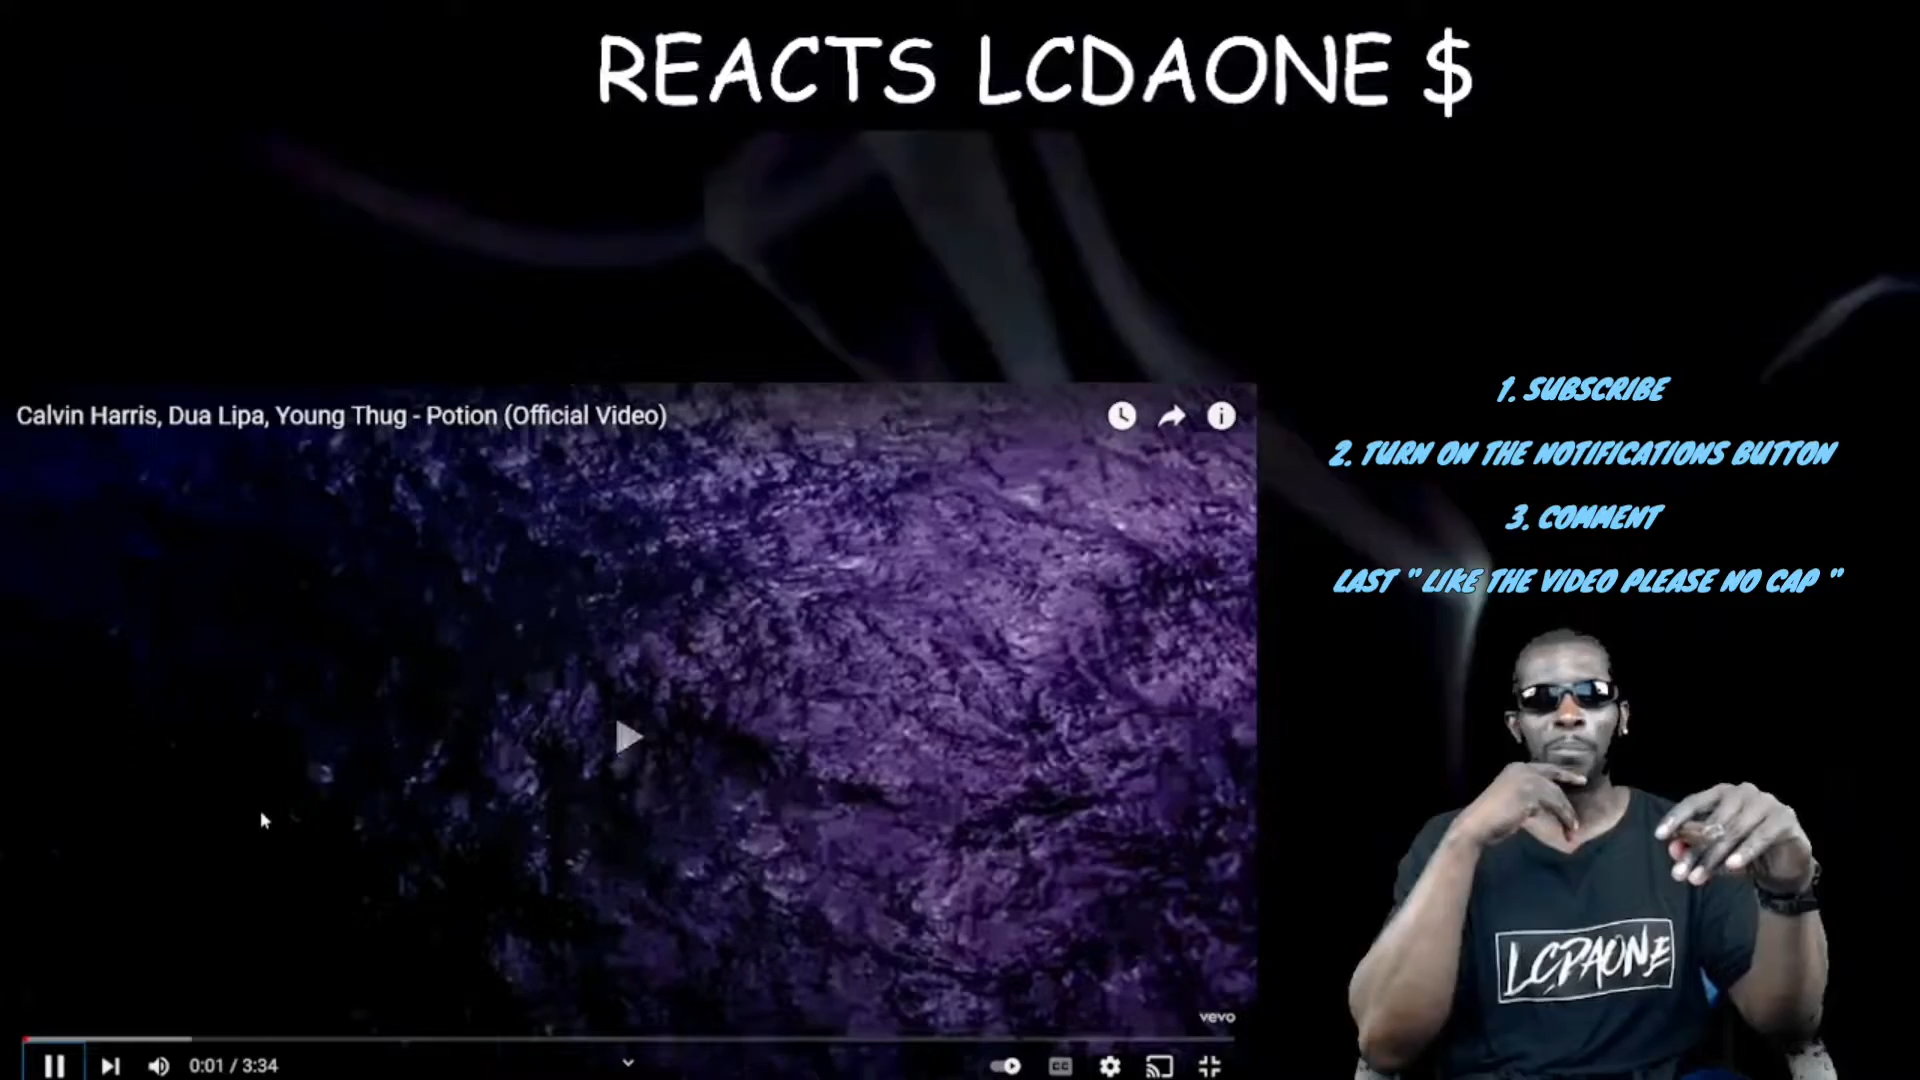 REACTS LCDAONE $
Calvin Harris, Dua Lipa, Young Thug - Potion (Official Video)
1. SUBSCRIBE
2. TURN ON THE NOTIFICATIONS BUTTON
3. COMMENT
LAST " LIKE THE VIDEO PLEASE NO CAP "
LCDAONE
vevo
0:01 / 3:34
CC